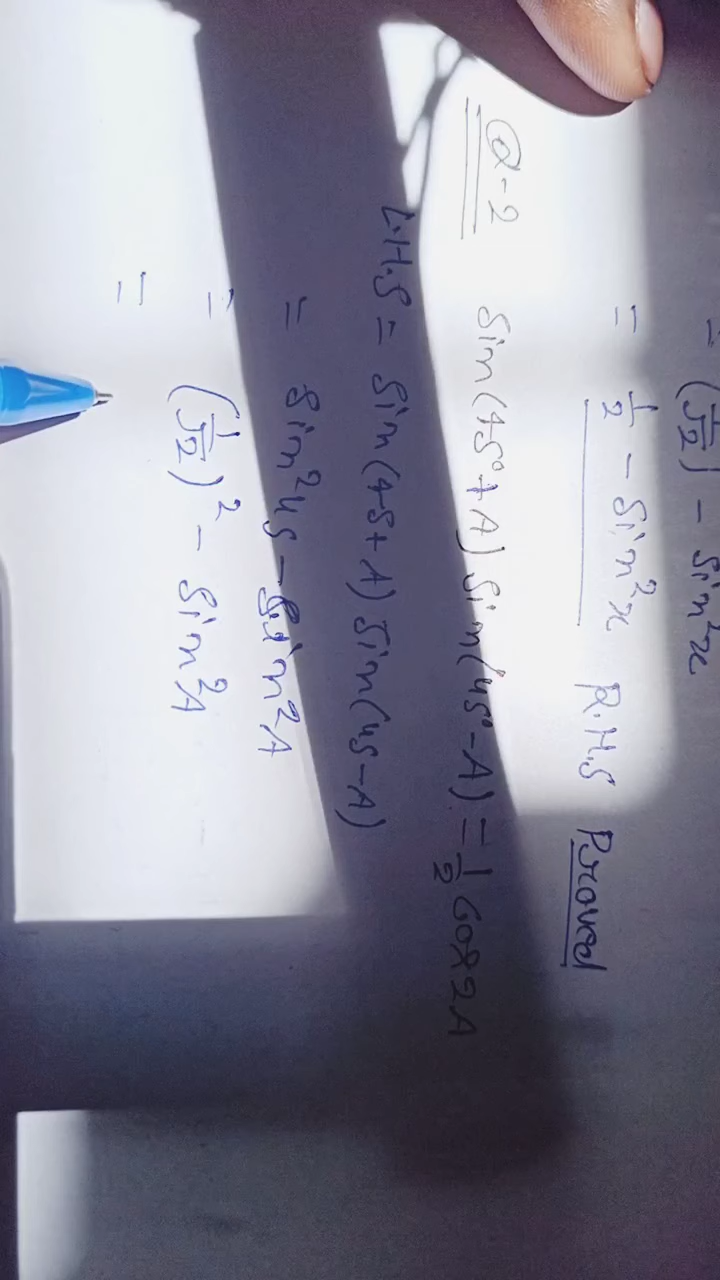 = (1/√2) - Sin²x
= 1/2 - Sin²x R.H.S Proved
Q-2 Sin(45°+A) Sin(45°-A) = 1/2 Cos2A
L.H.S = Sin(45+A) Sin(45-A)
= Sin²45 - Sin²A
= (1/√2)² - Sin²A
=